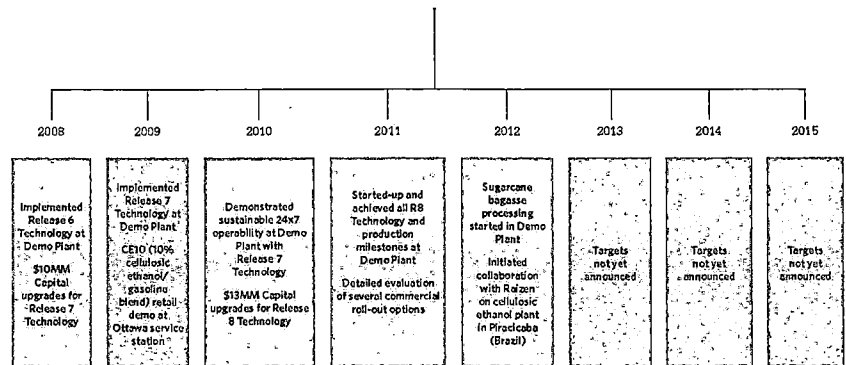 2008
2009
2010
2011
2012
2013
2014
2015
Implemented
Release 6
Technology at
Demo Plant
$10MM
Capital
upgrades for
Release 7
Technology
Implemented
Release 7
Technology at
Demo Plant
CE10 (10%
cellulosic
ethanol/
gasoline
blend) retail
demo at
Ottawa service
station
Demonstrated
sustainable 24x7
operability at Demo
Plant with
Release 7
Technology
$13MM Capital
upgrades for Release
8 Technology
Started-up and
achieved all R8
Technology and
production
milestones at
Demo Plant
Detailed evaluation
of several commercial
roll-out options
Sugarcane
bagasse
processing
started in Demo
Plant
Initiated
collaboration
with Raizen
on cellulosic
ethanol plant
in Piracicaba
(Brazil)
Targets
not yet
announced
Targets
not yet
announced
Targets
not yet
announced